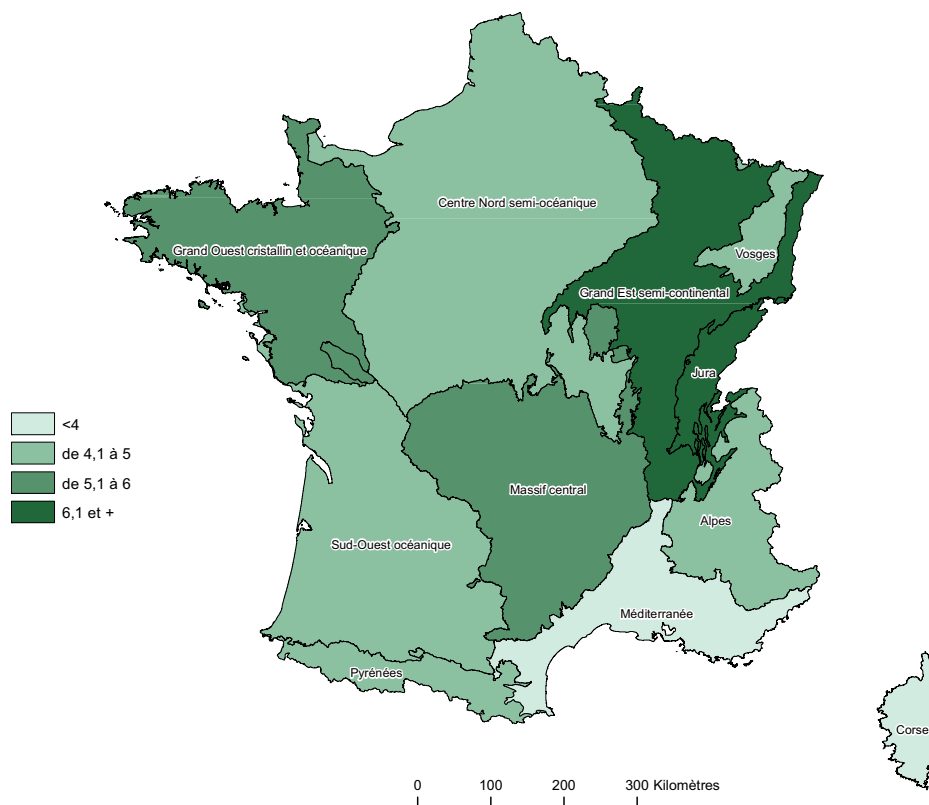 Centre Nord semi-océanique
Grand Ouest cristallin et océanique
Vosges
Grand Est semi-continental
Jura
<4
de 4,1 à 5
de 5,1 à 6
6,1 et +
Massif central
Alpes
Sud-Ouest océanique
Méditerranée
Pyrénées
Corse
0 100 200 300 Kilomètres